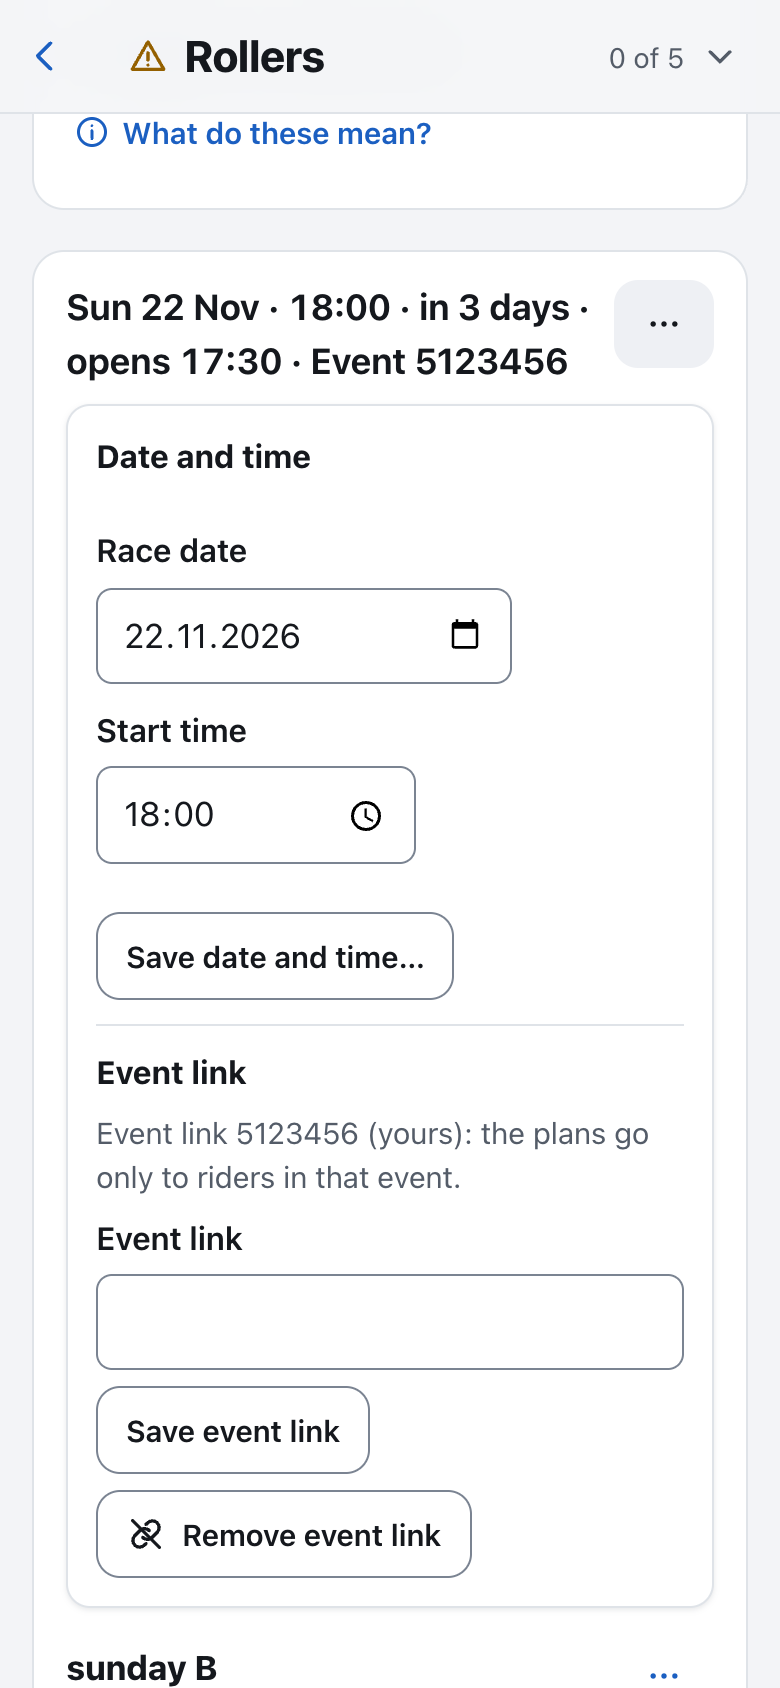 Rollers
0 of 5
What do these mean?
Sun 22 Nov · 18:00 · in 3 days ·
opens 17:30 · Event 5123456
...
Date and time
Race date
22.11.2026
Start time
18:00
Save date and time...
Event link
Event link 5123456 (yours): the plans go
only to riders in that event.
Event link
Save event link
Remove event link
sunday B
...